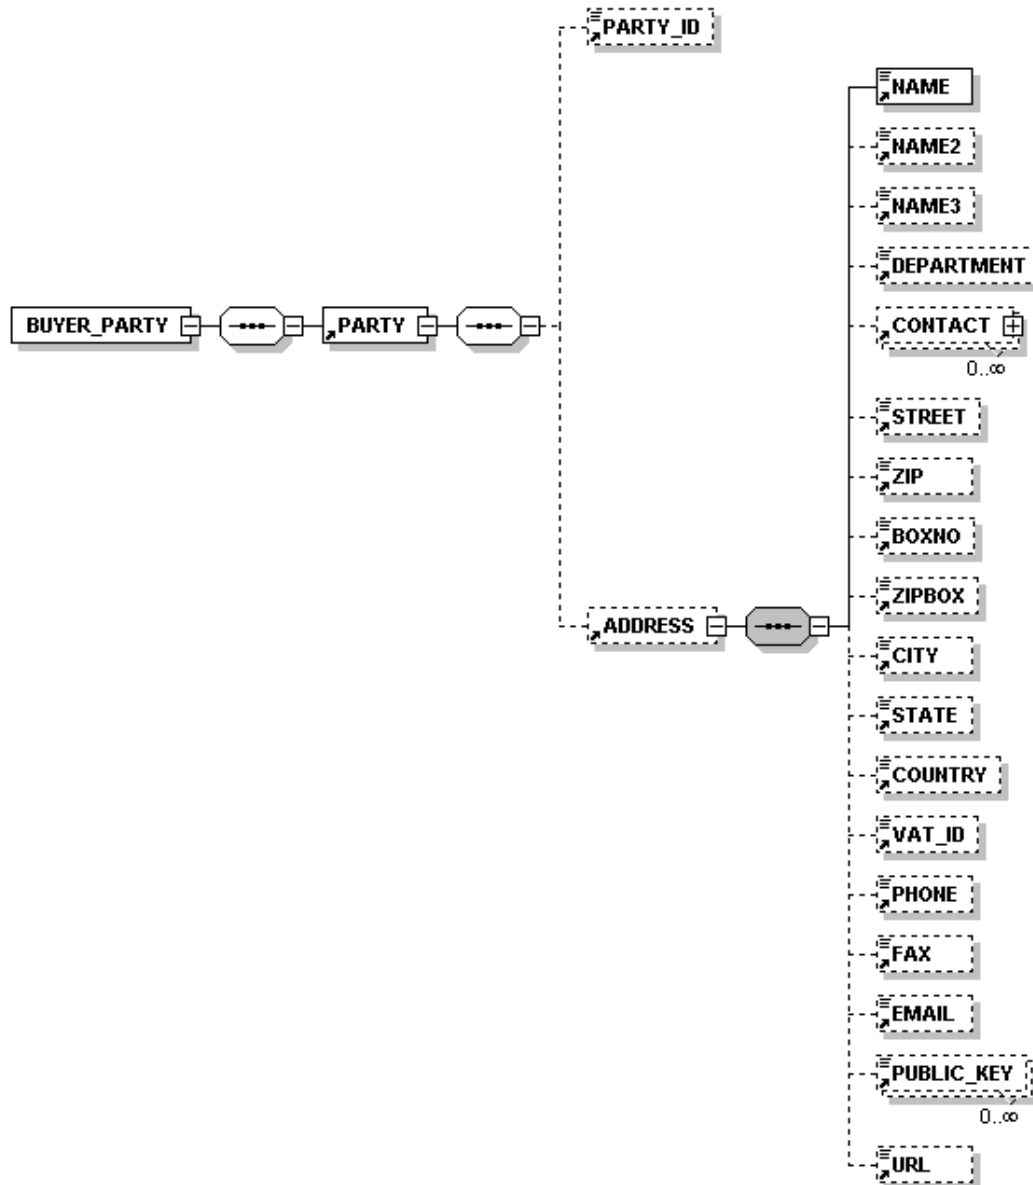 PARTY_ID
NAME
NAME2
NAME3
DEPARTMENT
BUYER_PARTY
PARTY
CONTACT
0..∞
STREET
ZIP
BOXNO
ZIPBOX
ADDRESS
CITY
STATE
COUNTRY
VAT_ID
PHONE
FAX
EMAIL
PUBLIC_KEY
0..∞
URL